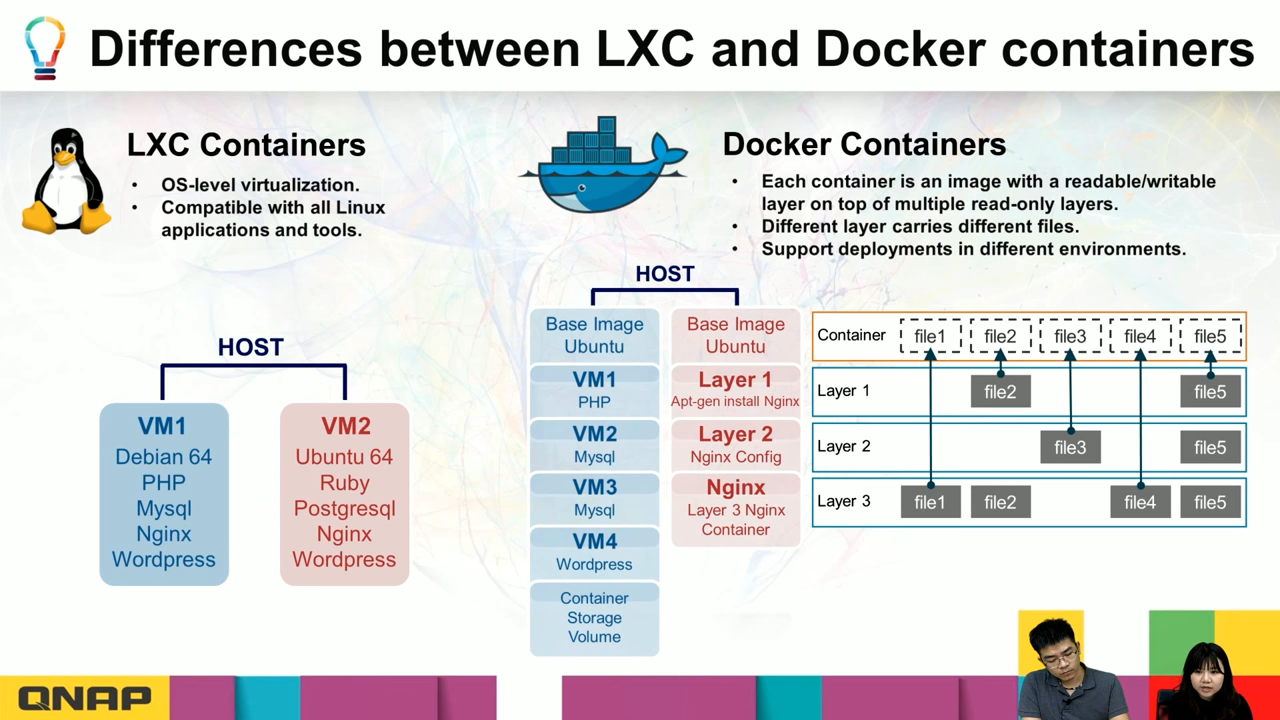 Differences between LXC and Docker containers
LXC Containers
• OS-level virtualization.
• Compatible with all Linux
applications and tools.
HOST
VM1
Debian 64
PHP
Mysql
Nginx
Wordpress
VM2
Ubuntu 64
Ruby
Postgresql
Nginx
Wordpress
Docker Containers
• Each container is an image with a readable/writable
layer on top of multiple read-only layers.
• Different layer carries different files.
• Support deployments in different environments.
HOST
Base Image
Ubuntu
VM1
PHP
VM2
Mysql
VM3
Mysql
VM4
Wordpress
Container
Storage
Volume
Base Image
Ubuntu
Layer 1
Apt-gen install Nginx
Layer 2
Nginx Config
Nginx
Layer 3 Nginx
Container
Container file1 file2 file3 file4 file5
Layer 1 file2 file5
Layer 2 file3 file5
Layer 3 file1 file2 file4 file5
QNAP